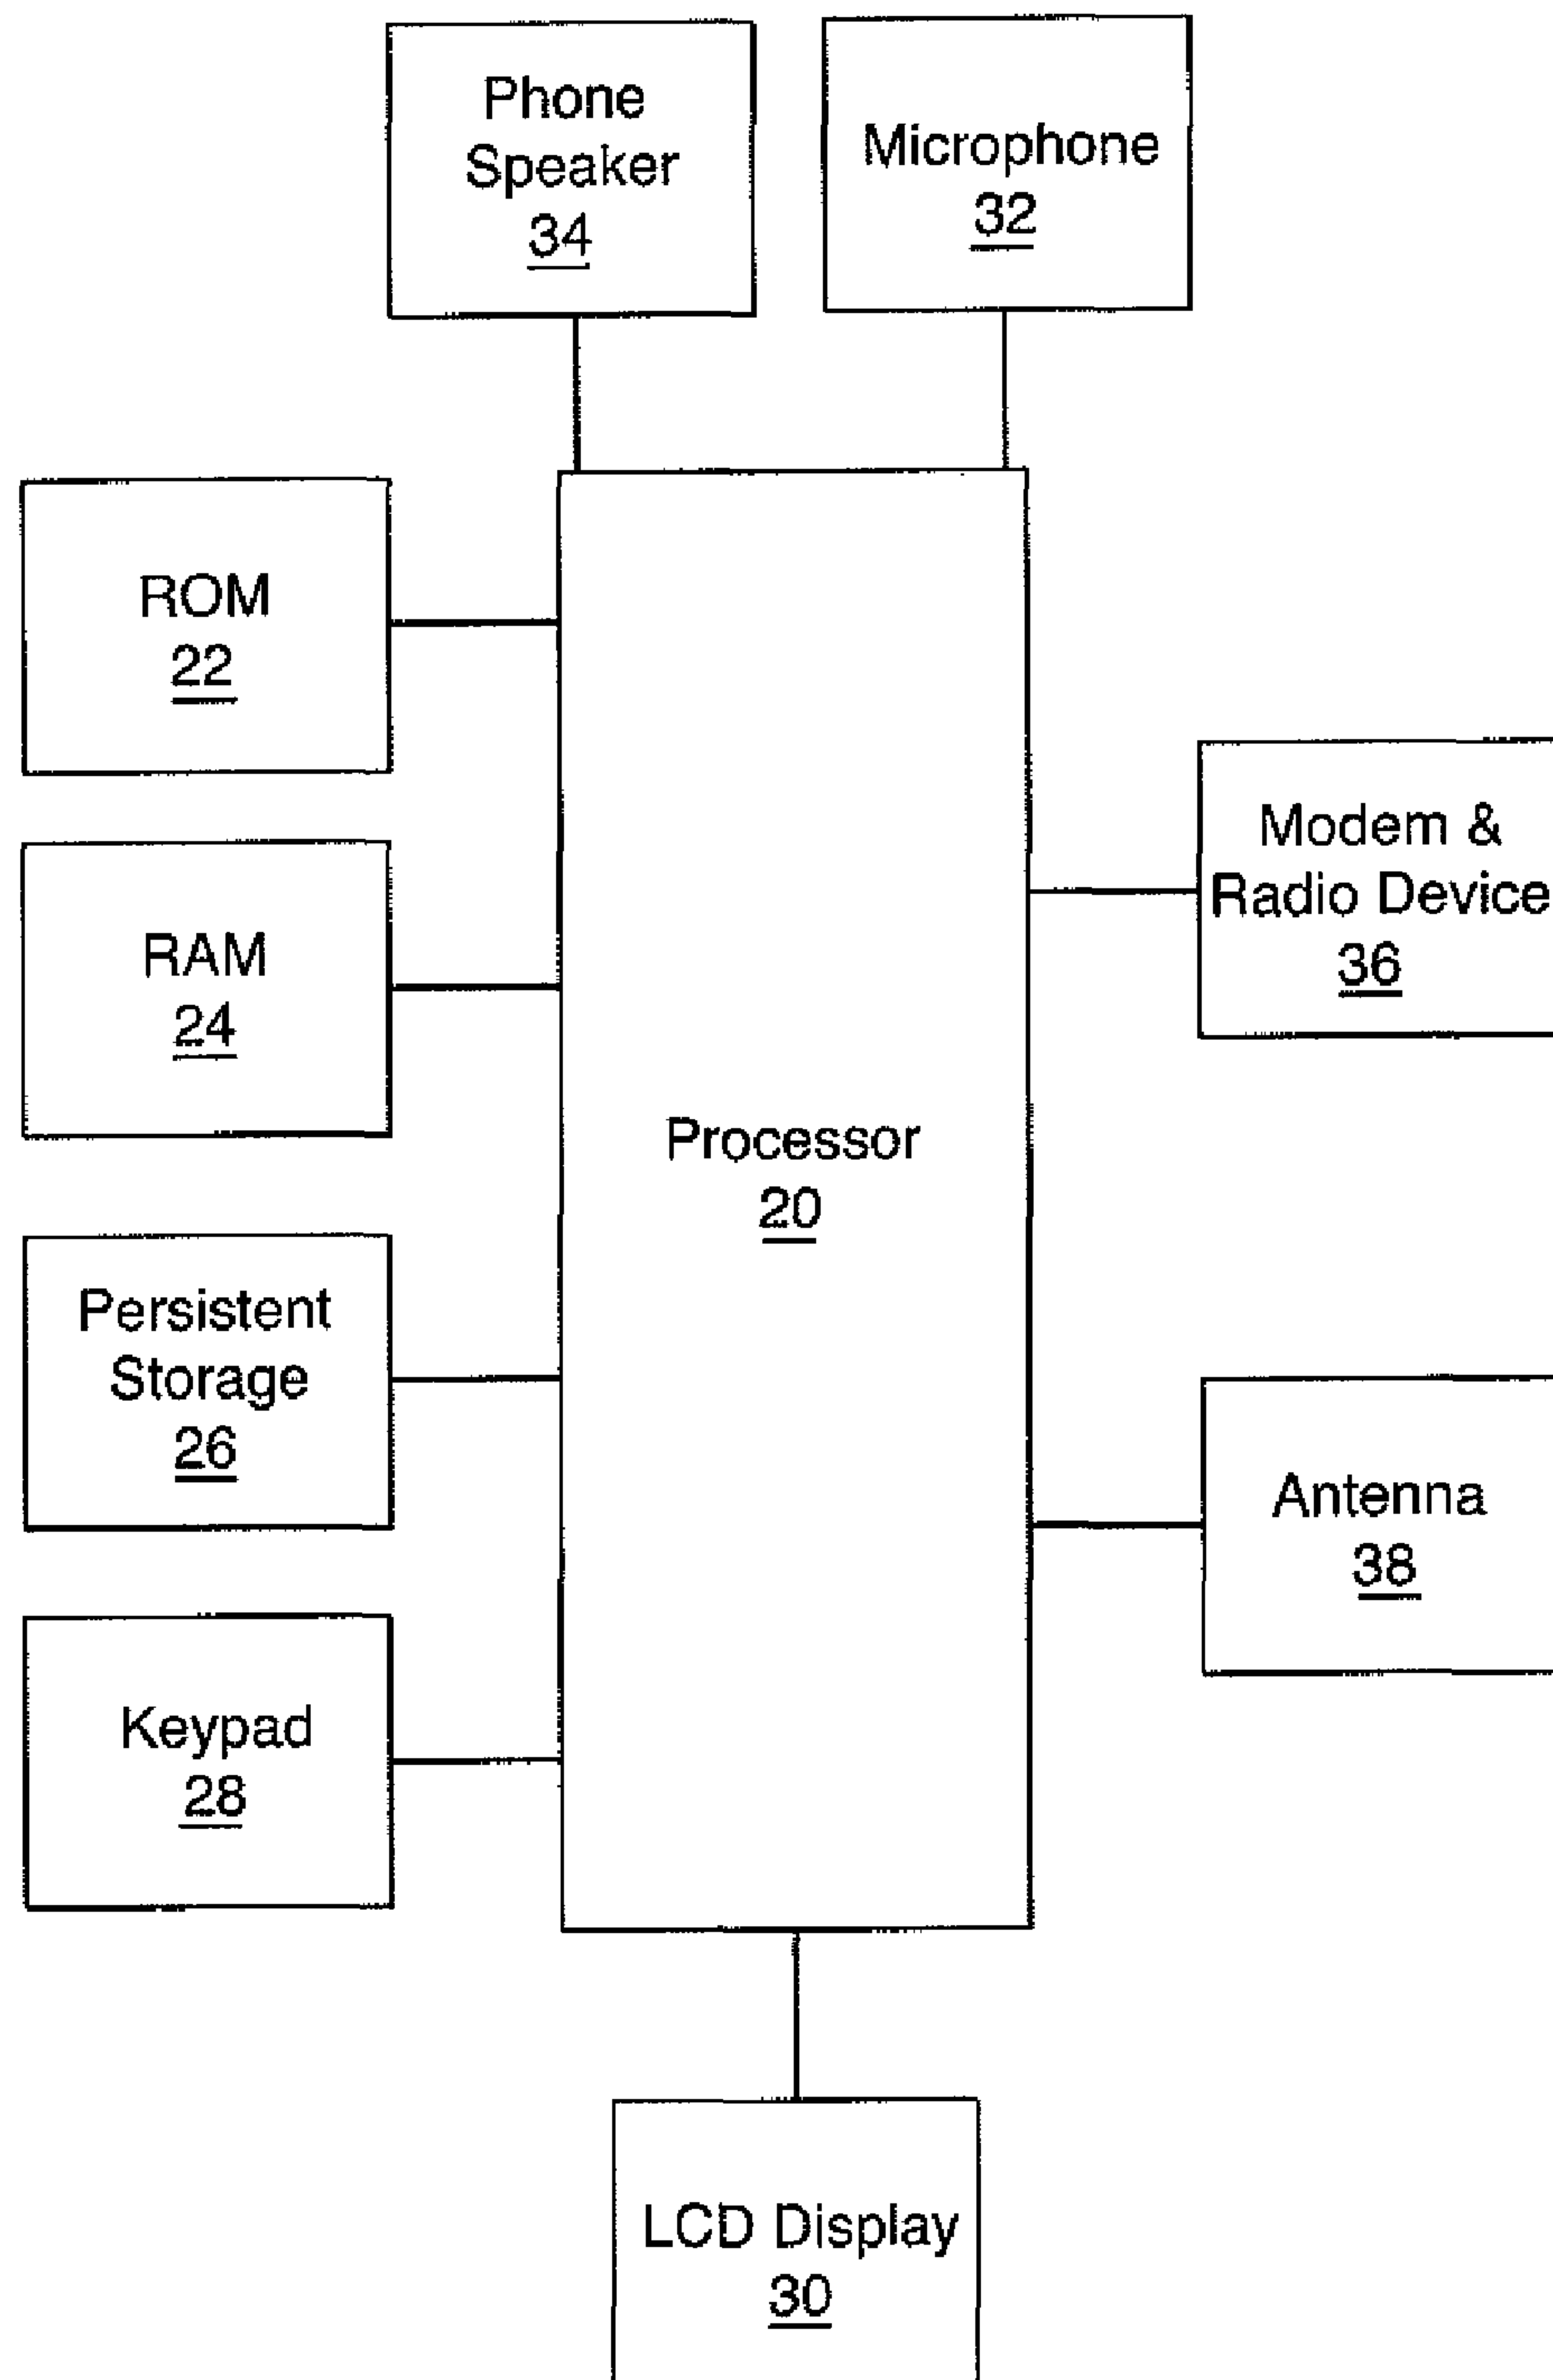 Phone
Speaker
34
Microphone
32
ROM
22
RAM
24
Persistent
Storage
26
Keypad
28
Processor
20
Modem &
Radio Device
36
Antenna
38
LCD Display
30